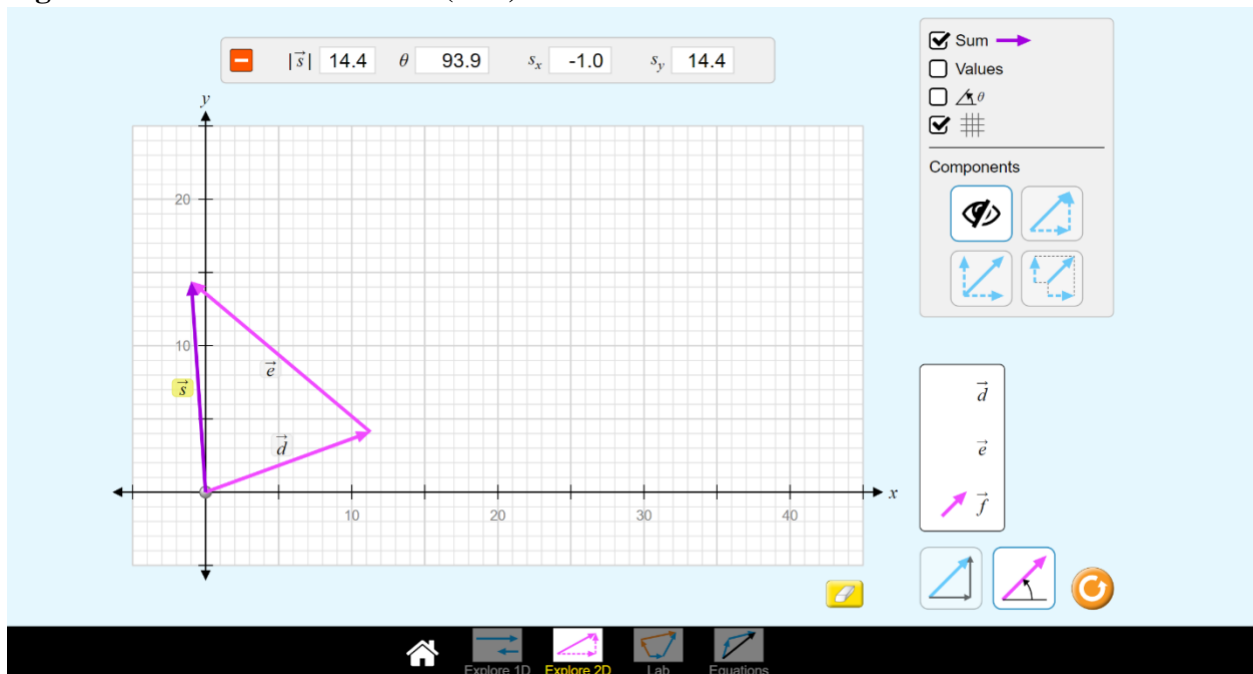 |s| 14.4 θ 93.9 sx -1.0 sy 14.4
Sum
Values
θ
Components
y
20
10
s
e
d
10 20 30 40
x
d
e
f
Explore 1D Explore 2D Lab Equations